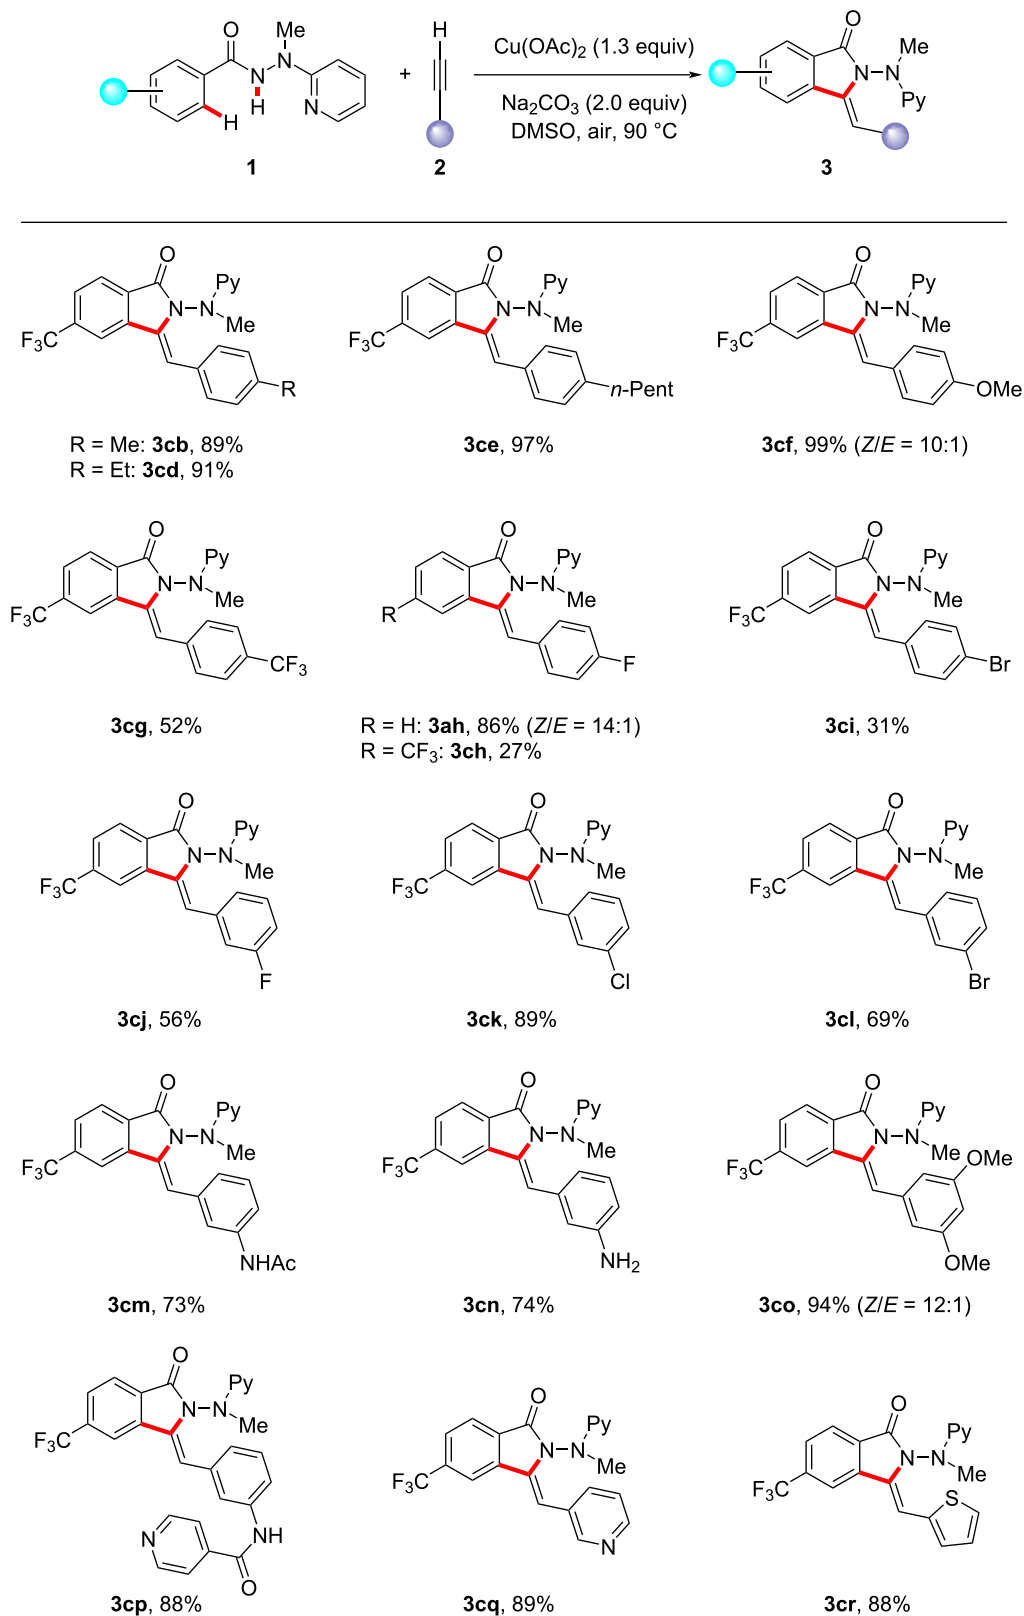 O Me N N H H N H
+
H
Cu(OAc)2 (1.3 equiv)
Na2CO3 (2.0 equiv)
DMSO, air, 90 °C
O Me N N Py
1 2 3
O Py N N Me F3C R
R = Me: 3cb, 89%
R = Et: 3cd, 91%
O Py N N Me F3C n-Pent
3ce, 97%
O Py N N Me F3C OMe
3cf, 99% (Z/E = 10:1)
O Py N N Me F3C CF3
3cg, 52%
O Py N N Me R F
R = H: 3ah, 86% (Z/E = 14:1)
R = CF3: 3ch, 27%
O Py N N Me F3C Br
3ci, 31%
O Py N N Me F3C F
3cj, 56%
O Py N N Me F3C Cl
3ck, 89%
O Py N N Me F3C Br
3cl, 69%
O Py N N Me F3C NHAc
3cm, 73%
O Py N N Me F3C NH2
3cn, 74%
O Py N N Me OMe F3C OMe
3co, 94% (Z/E = 12:1)
O Py N N Me F3C N NH O
3cp, 88%
O Py N N Me F3C N
3cq, 89%
O Py N N Me F3C S
3cr, 88%